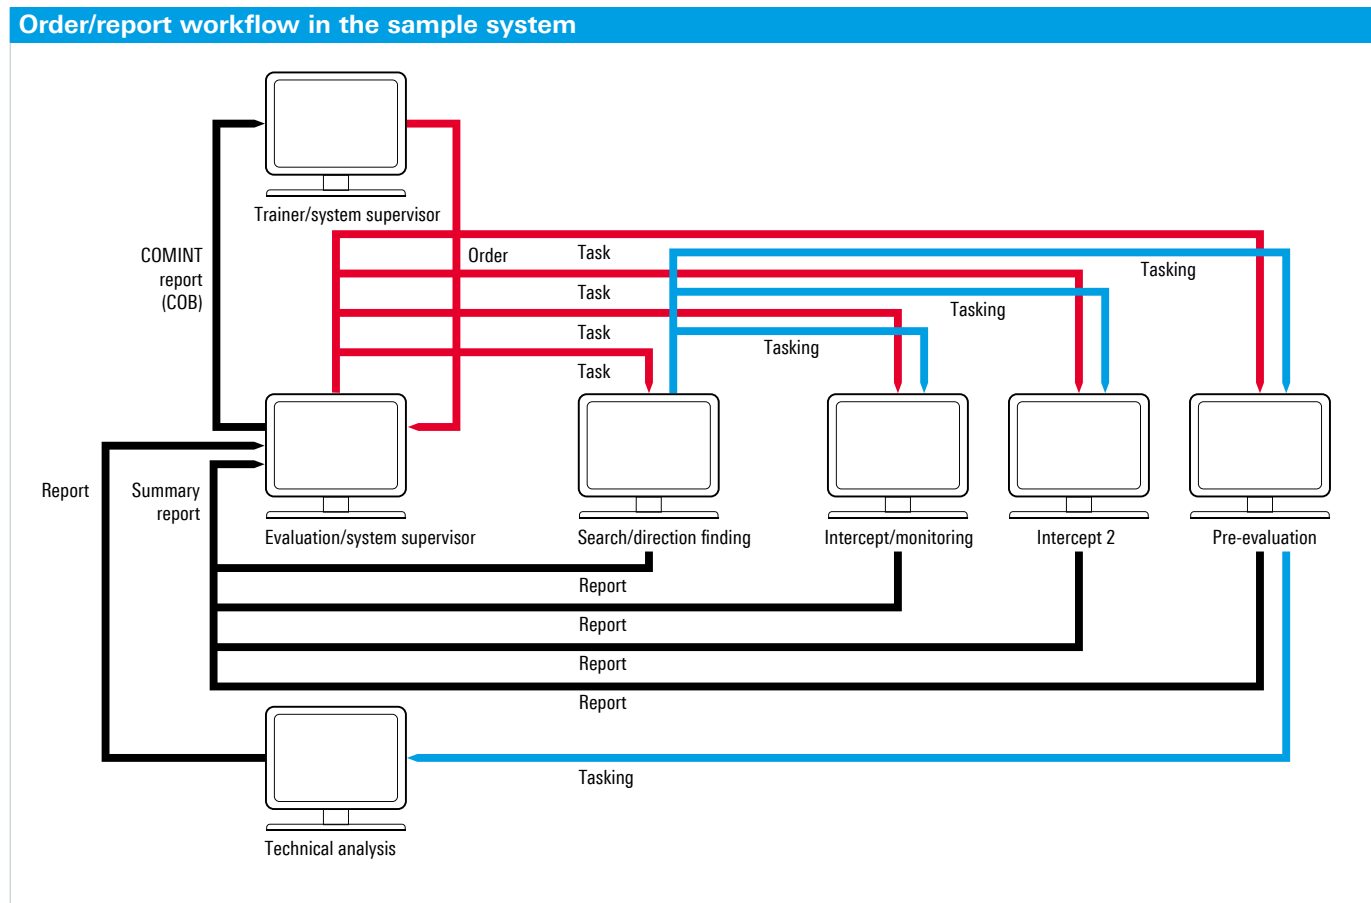 Order/report workflow in the sample system
Trainer/system supervisor
COMINT
report
(COB)
Order
Task
Tasking
Task
Tasking
Task
Tasking
Task
Report
Summary
report
Evaluation/system supervisor
Search/direction finding
Intercept/monitoring
Intercept 2
Pre-evaluation
Report
Report
Report
Report
Tasking
Technical analysis